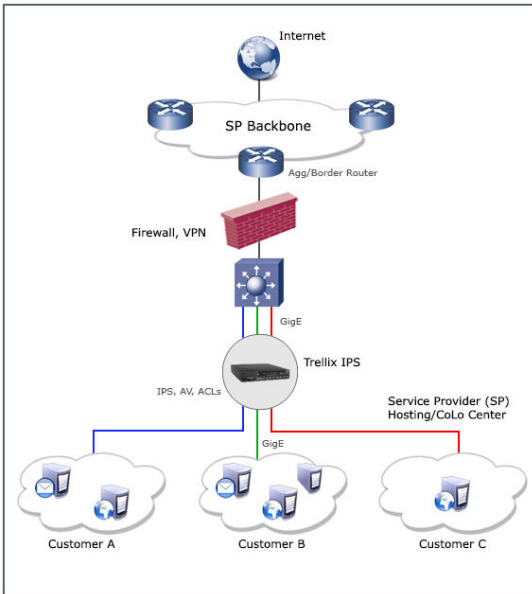 Internet
SP Backbone
Agg/Border Router
Firewall, VPN
GigE
Trellix IPS
IPS, AV, ACLs
Service Provider (SP)
Hosting/CoLo Center
GigE
Customer A
Customer B
Customer C